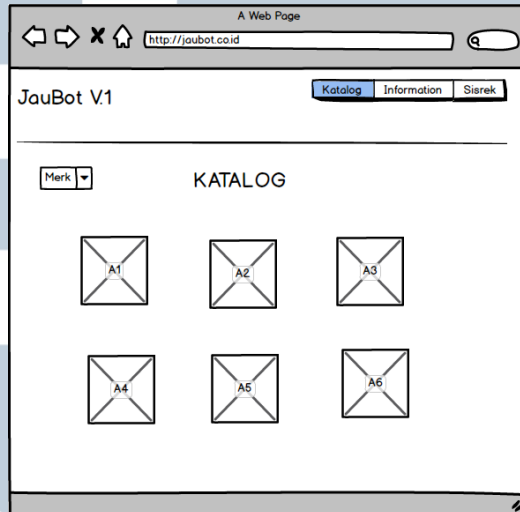 A Web Page
http://jaubot.co.id
JauBot V.1
Katalog Information Sisrek
Merk
KATALOG
A1 A2 A3
A4 A5 A6